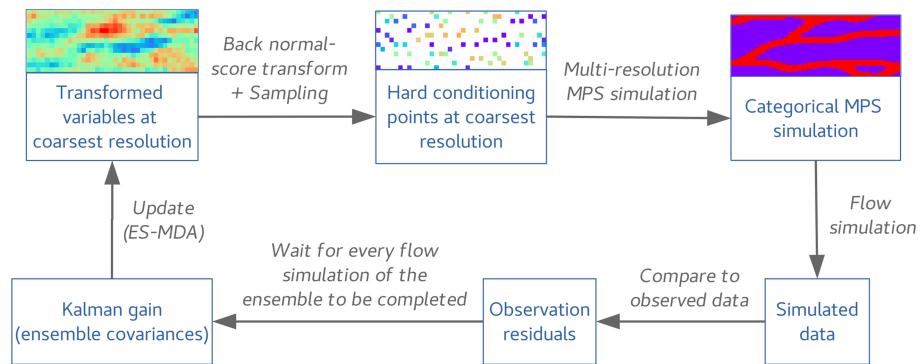 Transformed
variables at
coarsest resolution
Back normal-
score transform
+ Sampling
Hard conditioning
points at coarsest
resolution
Multi-resolution
MPS simulation
Categorical MPS
simulation
Flow
simulation
Simulated
data
Compare to
observed data
Observation
residuals
Wait for every flow
simulation of the
ensemble to be completed
Kalman gain
(ensemble covariances)
Update
(ES-MDA)